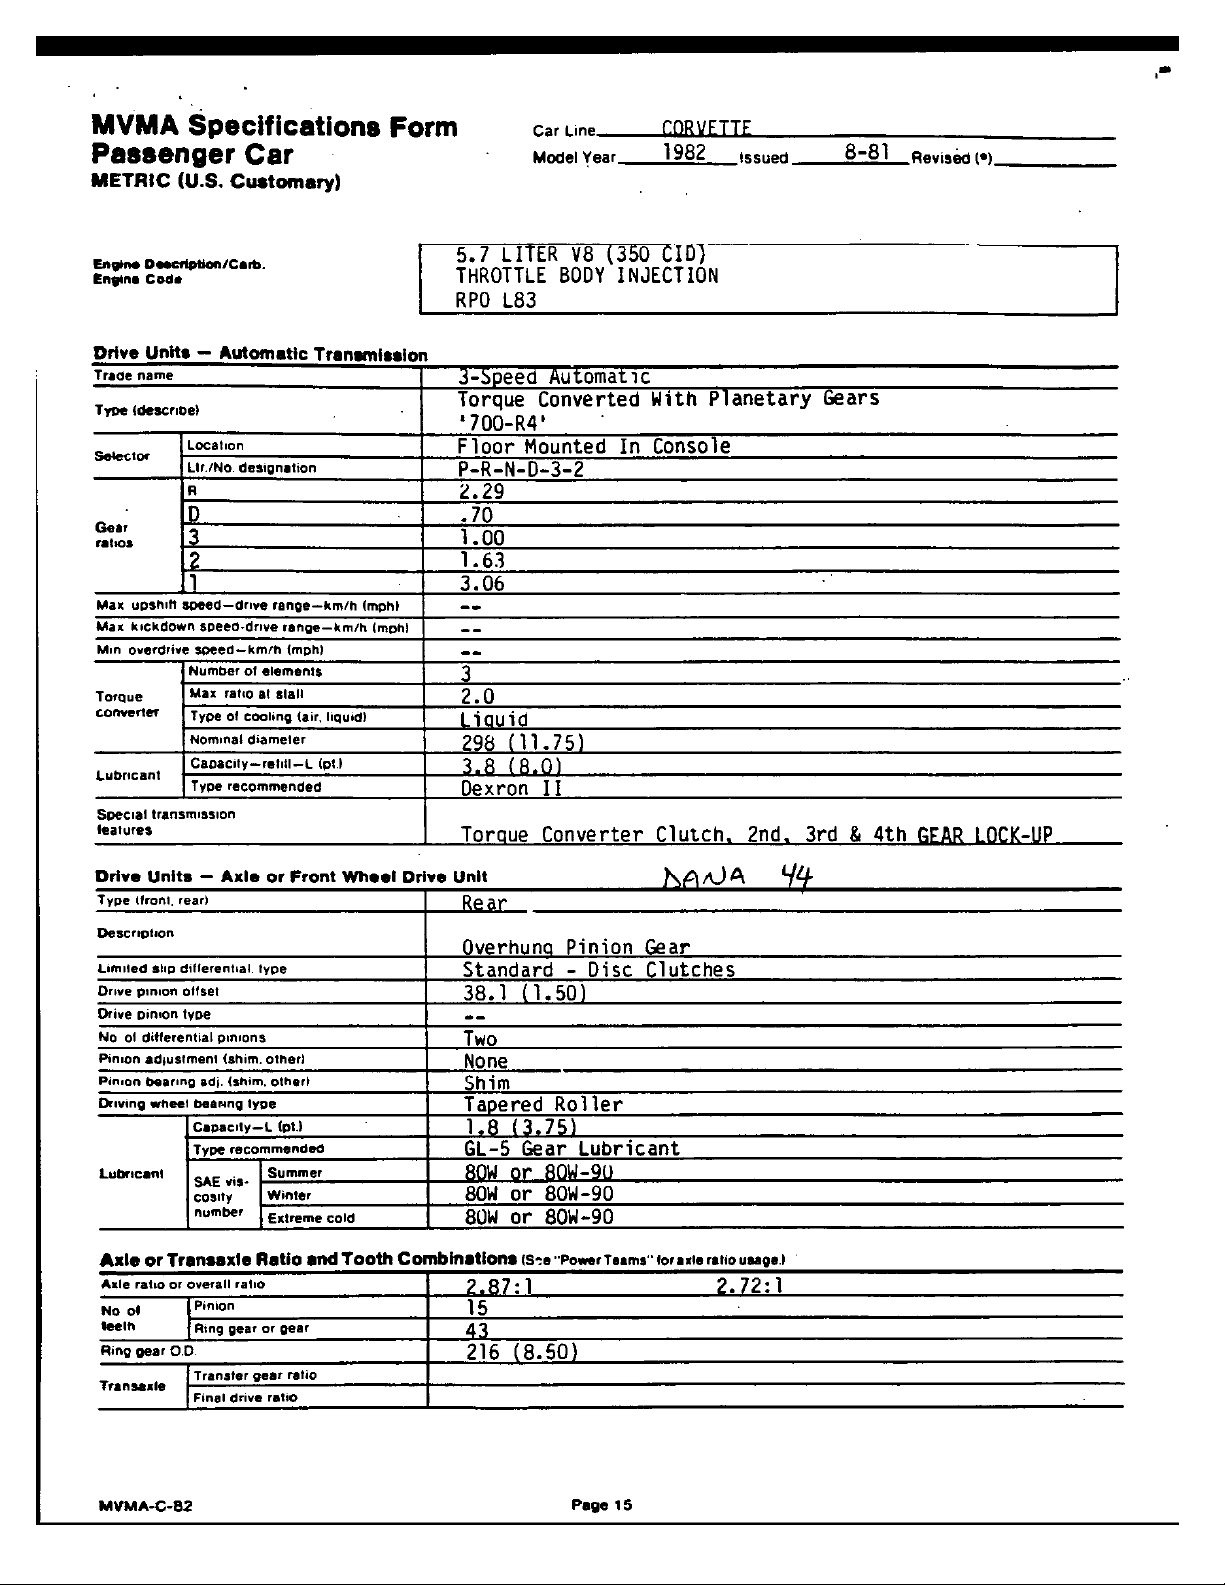 MVMA Specifications Form
Passenger Car
METRIC (U.S. Customary)
Car Line CORVETTE
Model Year 1982 Issued 8-81 Revised (•)
Engine Description/Carb.
Engine Code
5.7 LITER V8 (350 CID)
THROTTLE BODY INJECTION
RPO L83
Drive Units — Automatic Transmission
Trade name 3-Speed Automatic
Type (describe) Torque Converted With Planetary Gears
'700-R4'
Selector Location Floor Mounted In Console
Ltr./No. designation P-R-N-D-3-2
Gear ratios R 2.29
D .70
3 1.00
2 1.63
1 3.06
Max upshift speed—drive range—km/h (mph) --
Max kickdown speed-drive range—km/h (mph) --
Min overdrive speed—km/h (mph) --
Torque converter Number of elements 3
Max ratio at stall 2.0
Type of cooling (air, liquid) Liquid
Nominal diameter 298 (11.75)
Lubricant Capacity—refill—L (pt.) 3.8 (8.0)
Type recommended Dexron II
Special transmission features Torque Converter Clutch, 2nd, 3rd & 4th GEAR LOCK-UP
Drive Units — Axle or Front Wheel Drive Unit DANA 44
Type (front, rear) Rear
Description Overhung Pinion Gear
Limited slip differential, type Standard - Disc Clutches
Drive pinion offset 38.1 (1.50)
Drive pinion type --
No of differential pinions Two
Pinion adjustment (shim, other) None
Pinion bearing adj. (shim, other) Shim
Driving wheel bearing type Tapered Roller
Lubricant Capacity—L (pt.) 1.8 (3.75)
Type recommended GL-5 Gear Lubricant
SAE vis-cosity number Summer 80W or 80W-90
Winter 80W or 80W-90
Extreme cold 80W or 80W-90
Axle or Transaxle Ratio and Tooth Combinations (See "Power Teams" for axle ratio usage.)
Axle ratio or overall ratio 2.87:1 2.72:1
No of teeth Pinion 15
Ring gear or gear 43
Ring gear O.D. 216 (8.50)
Transaxle Transfer gear ratio
Final drive ratio
MVMA-C-82 Page 15